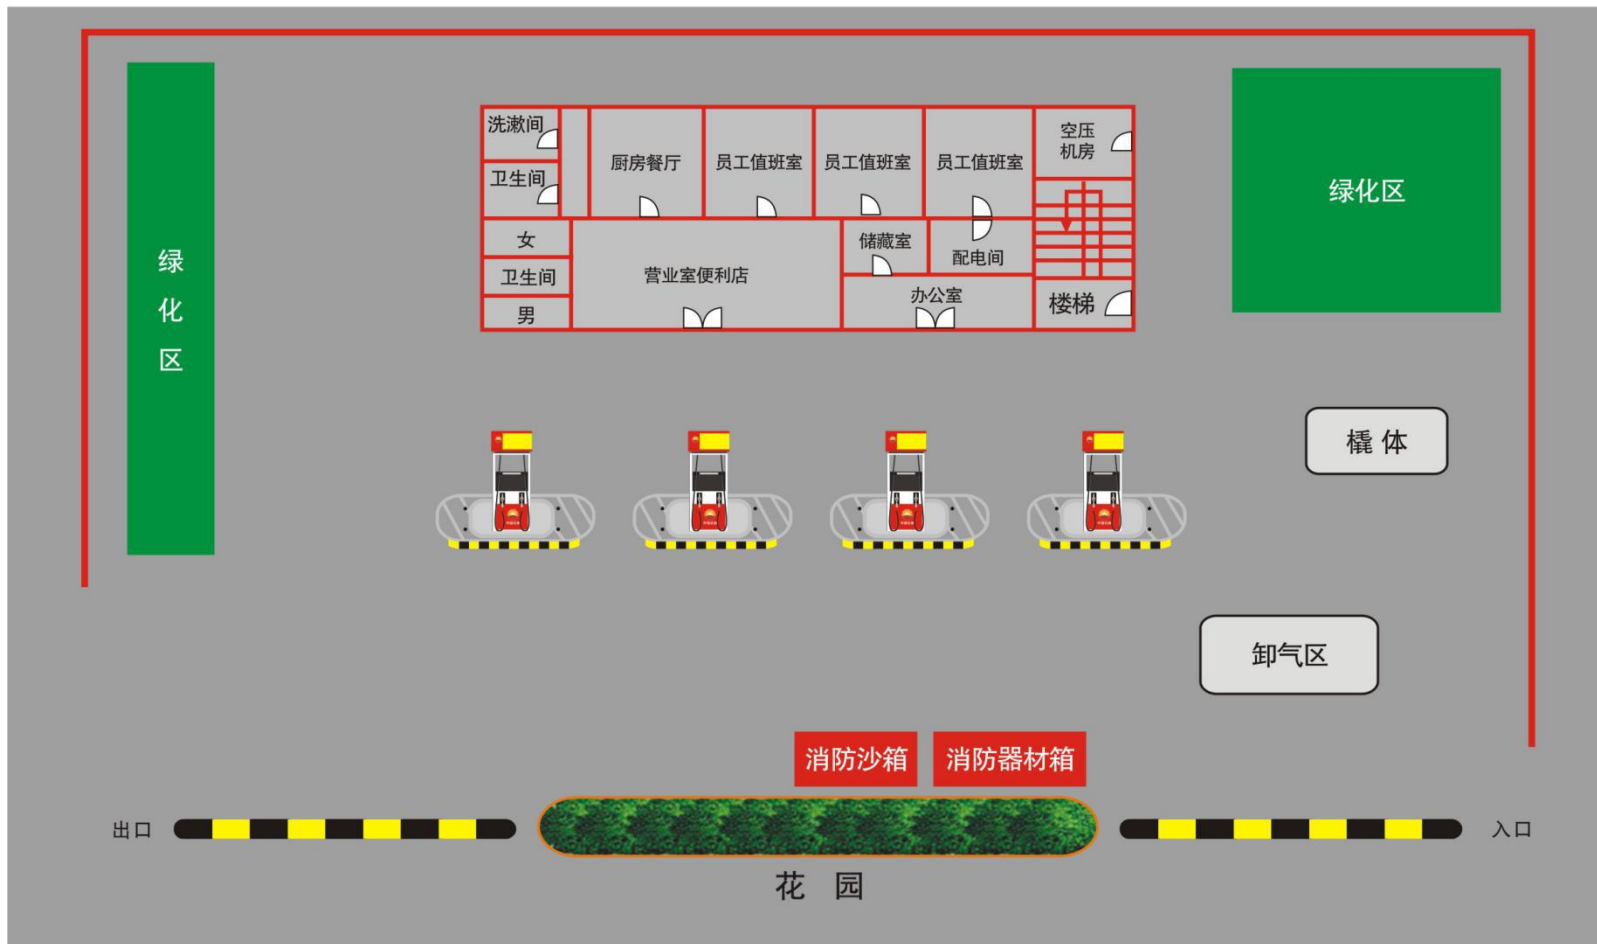 洗漱间
卫生间
厨房餐厅
员工值班室
员工值班室
员工值班室
空压
机房
女
卫生间
男
营业室便利店
储藏室
配电间
办公室
楼梯
绿
化
区
绿化区
橇体
卸气区
消防沙箱
消防器材箱
出口
入口
花园